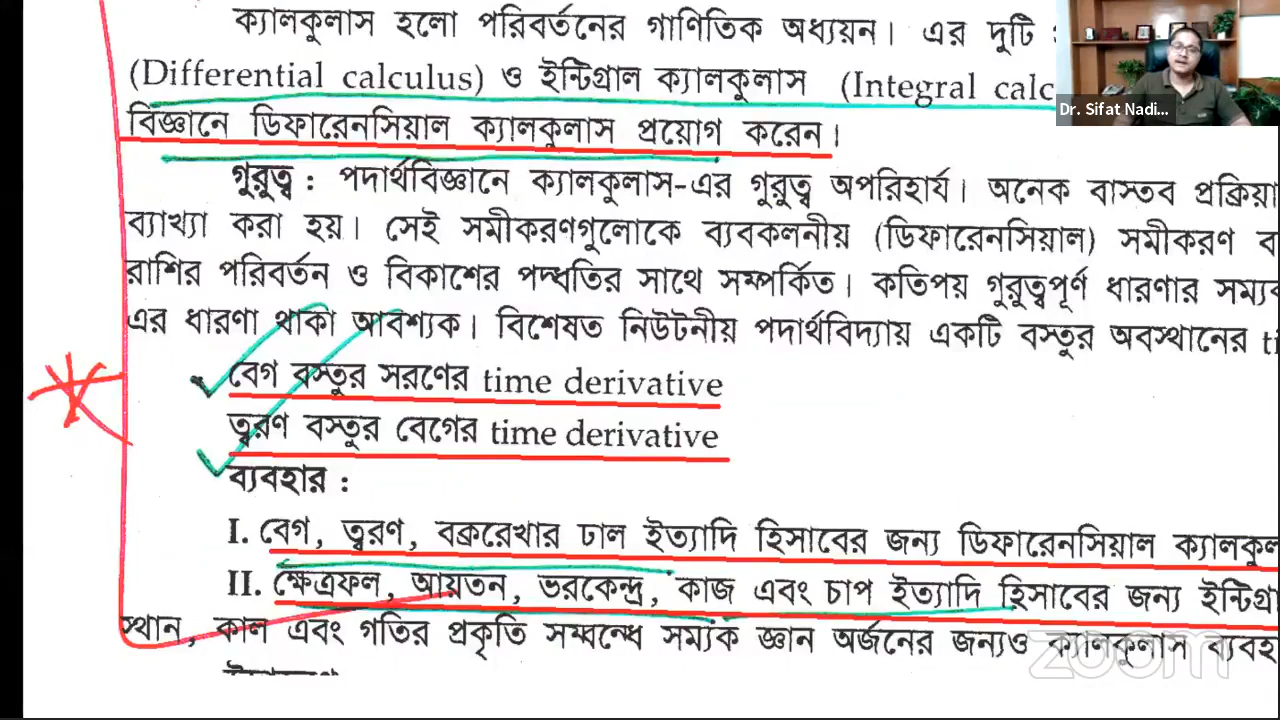 ক্যালকুলাস হলো পরিবর্তনের গাণিতিক অধ্যয়ন। এর দুটি
(Differential calculus) ও ইন্টিগ্রাল ক্যালকুলাস (Integral calc
Dr. Sifat Nadi...
বিজ্ঞানে ডিফারেনসিয়াল ক্যালকুলাস প্রয়োগ করেন।
গুরুত্ব : পদার্থবিজ্ঞানে ক্যালকুলাস-এর গুরুত্ব অপরিহার্য। অনেক বাস্তব প্রক্রিয়া
ব্যাখ্যা করা হয়। সেই সমীকরণগুলোকে ব্যবকলনীয় (ডিফারেনসিয়াল) সমীকরণ ব
রাশির পরিবর্তন ও বিকাশের পদ্ধতির সাথে সম্পর্কিত। কতিপয় গুরুত্বপূর্ণ ধারণার সম্যক
এর ধারণা থাকা আবশ্যক। বিশেষত নিউটনীয় পদার্থবিদ্যায় একটি বস্তুর অবস্থানের ti
বেগ বস্তুর সরণের time derivative
ত্বরণ বস্তুর বেগের time derivative
ব্যবহার :
I. বেগ, ত্বরণ, বক্ররেখার ঢাল ইত্যাদি হিসাবের জন্য ডিফারেনসিয়াল ক্যালকুল
II. ক্ষেত্রফল, আয়তন, ভরকেন্দ্র, কাজ এবং চাপ ইত্যাদি হিসাবের জন্য ইন্টিগ্রা
স্থান, কাল এবং গতির প্রকৃতি সম্বন্ধে সম্যক জ্ঞান অর্জনের জন্যও ক্যালকুলাস ব্যবহ
zoom